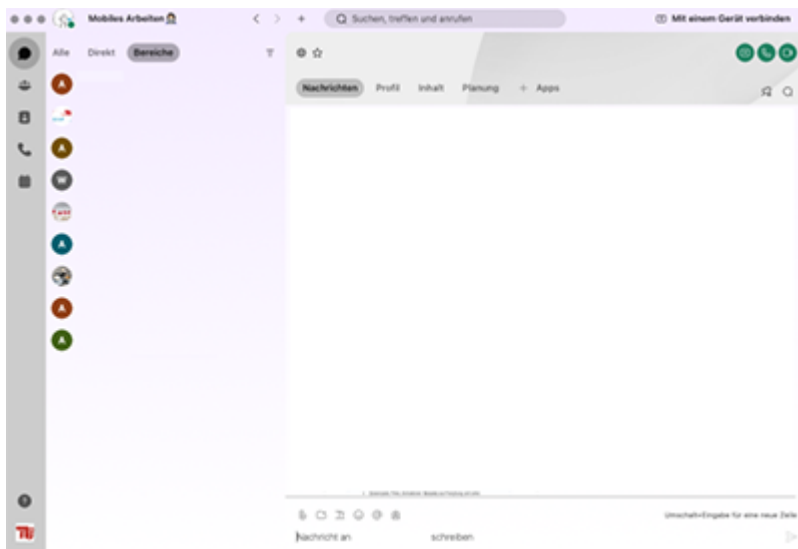 Mobiles Arbeiten
Suchen, treffen und anrufen
Mit einem Gerät verbinden
Alle Direkt Bereiche
Nachrichten Profil Inhalt Planung + Apps
A
A
W
A
A
A
Umschalt+Eingabe für eine neue Zeile
Nachricht an schreiben